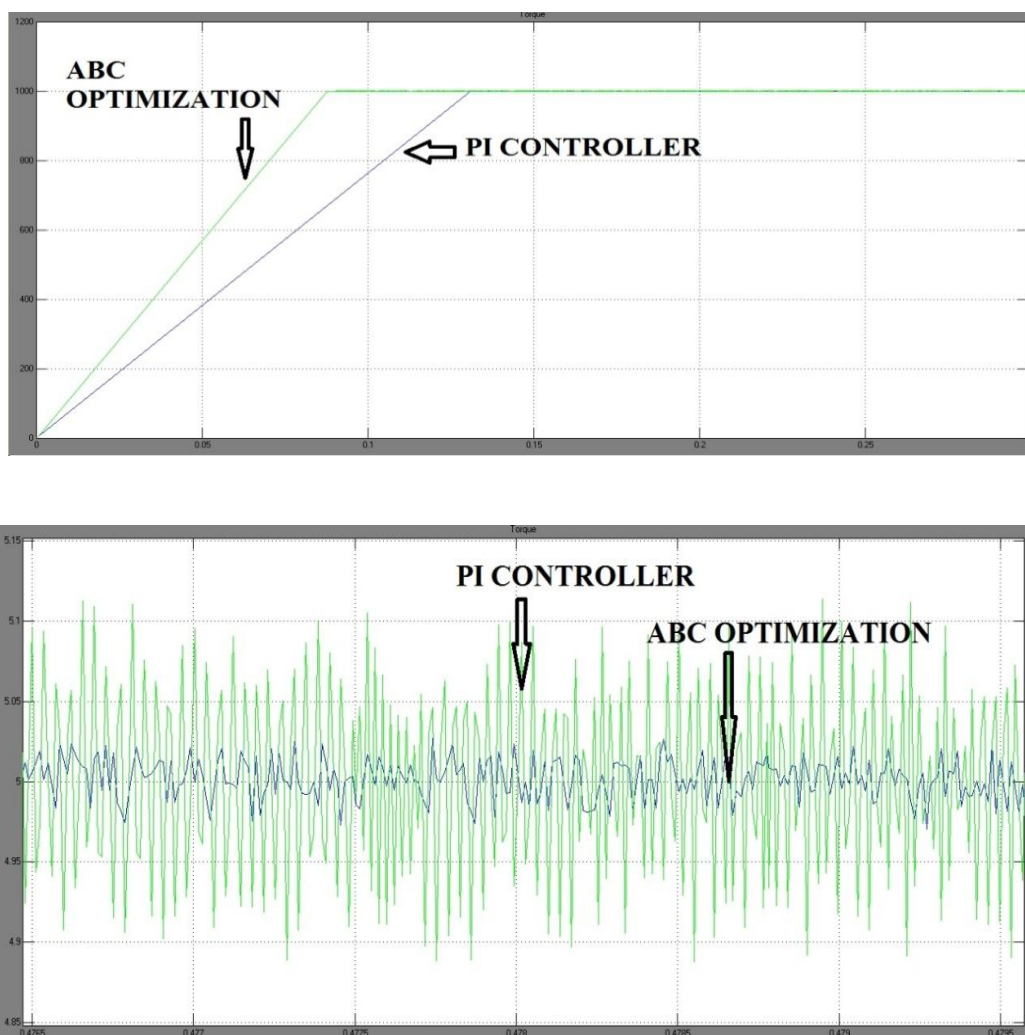 Torque
1200
ABC
OPTIMIZATION
1000
PI CONTROLLER
800
600
400
200
0
0 0.05 0.1 0.15 0.2 0.25
Torque
5.15
PI CONTROLLER
5.1
ABC OPTIMIZATION
5.05
5
4.95
4.9
4.85
0.4765 0.477 0.4775 0.478 0.4785 0.479 0.4795